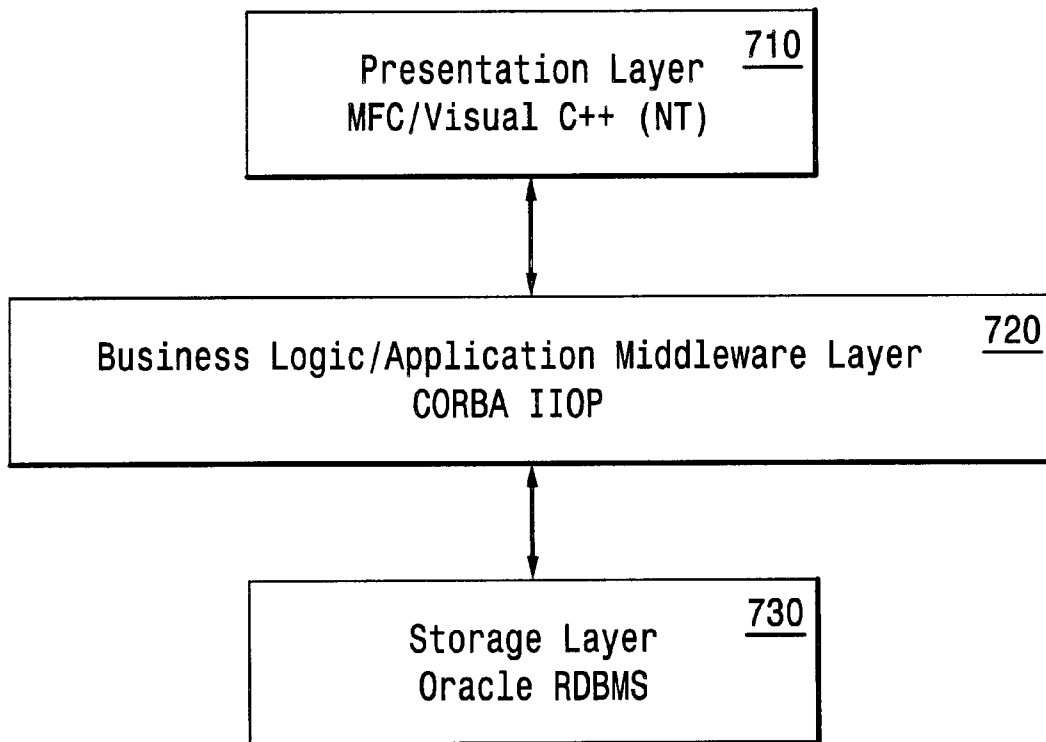 710
Presentation Layer
MFC/Visual C++ (NT)
720
Business Logic/Application Middleware Layer
CORBA IIOP
730
Storage Layer
Oracle RDBMS